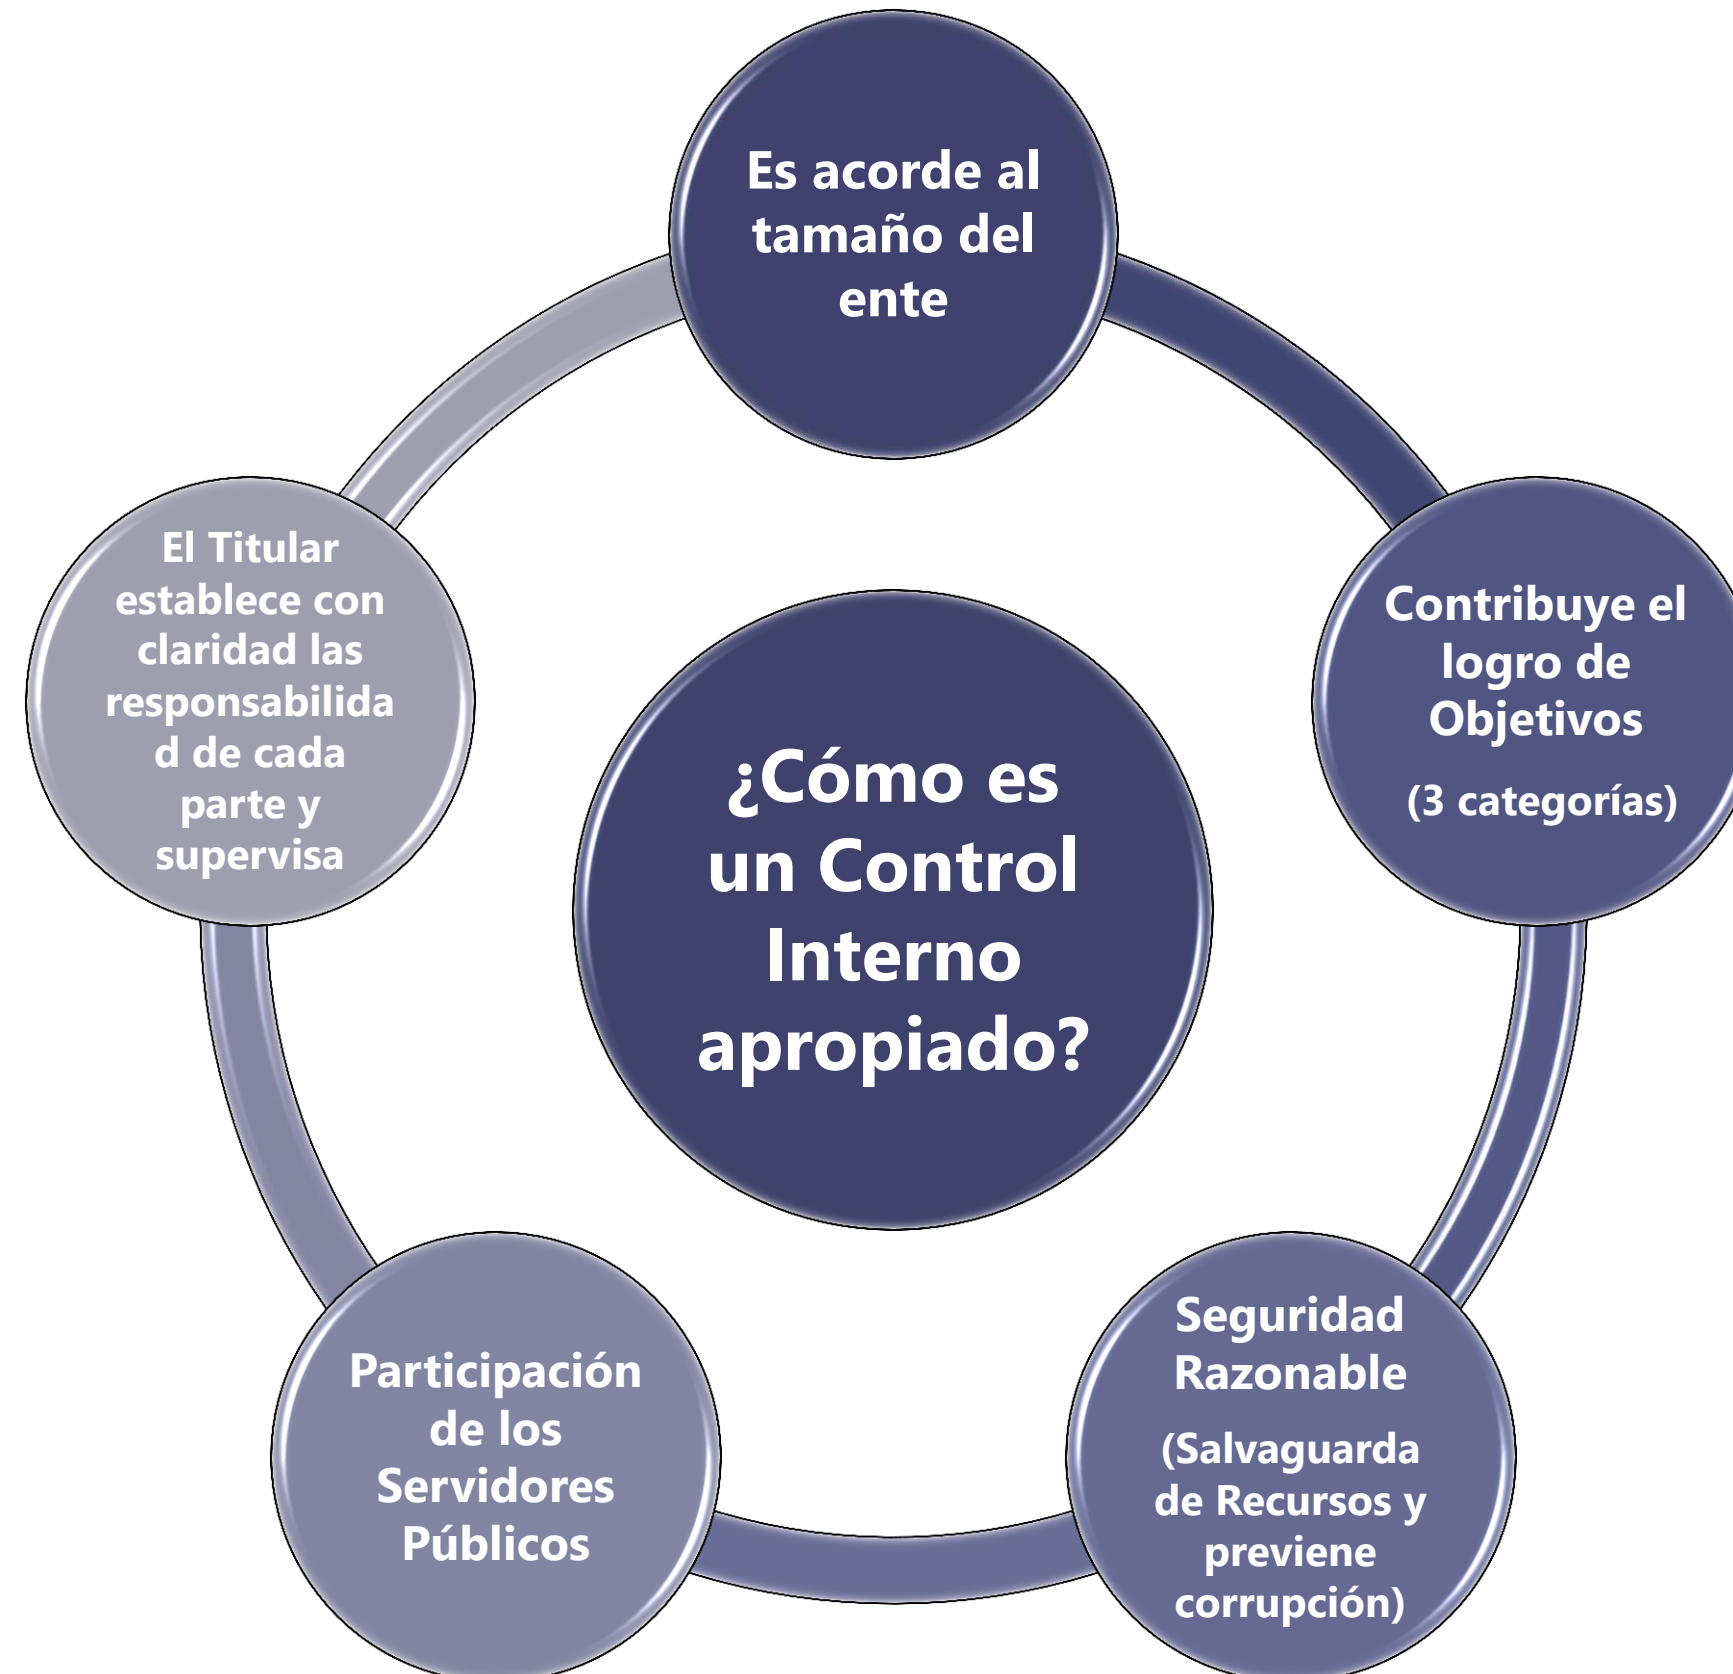 Es acorde al
tamaño del
ente
Contribuye el
logro de
Objetivos
(3 categorías)
Seguridad
Razonable
(Salvaguarda
de Recursos y
previene
corrupción)
Participación
de los
Servidores
Públicos
El Titular
establece con
claridad las
responsabilida
d de cada
parte y
supervisa
¿Cómo es
un Control
Interno
apropiado?